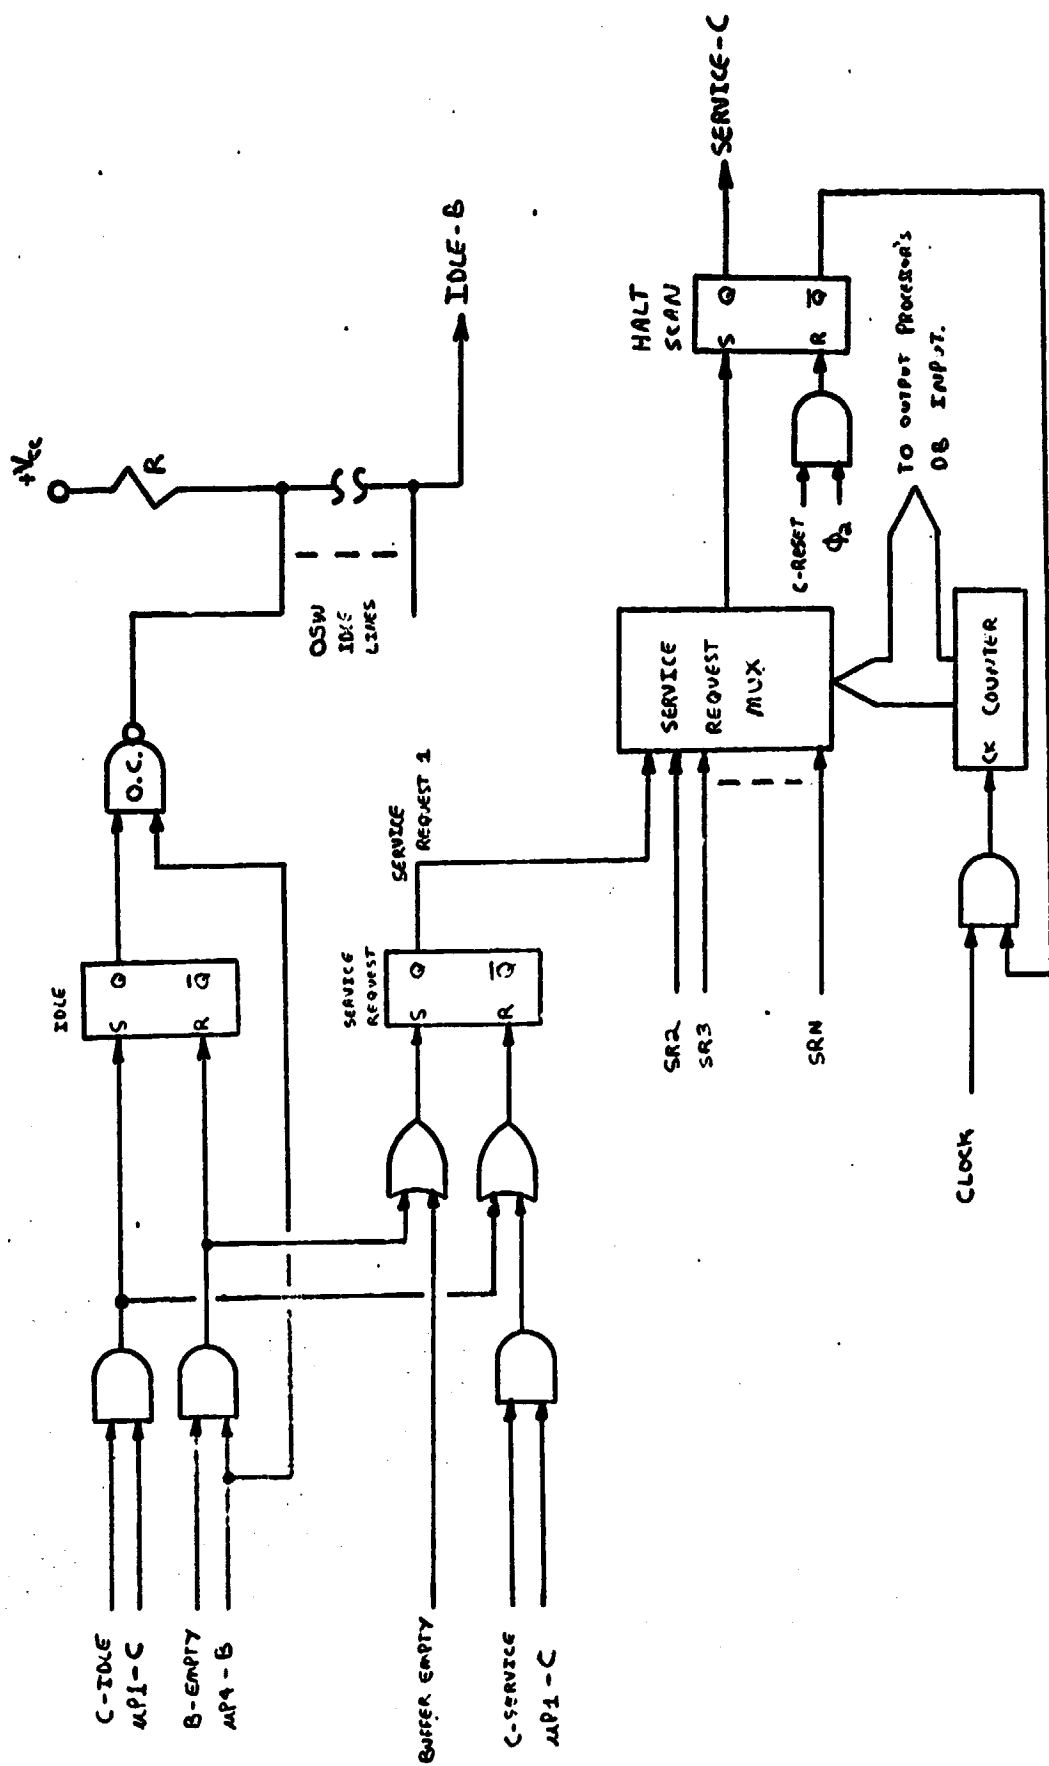 +Vcc
R
IDLE-B
OSW
IDLE
LINES
O.C.
IDLE
S
Q
R
Q̅
C-IDLE
μP1-C
B-EMPTY
μP4-B
BUFFER EMPTY
C-SERVICE
μP1-C
SERVICE
REQUEST
S
Q
R
Q̅
SERVICE
REQUEST 1
SR2
SR3
SRN
SERVICE
REQUEST
MUX
HALT
SCAN
S
Q
R
Q̅
SERVICE-C
C-RESET
Φ2
TO OUTPUT PROCESSOR'S
DB INPUT.
CLOCK
CK COUNTER